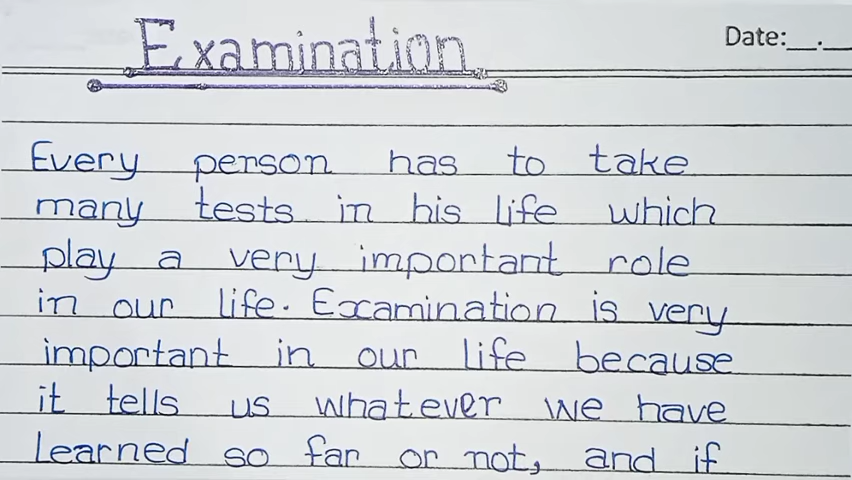 Examination
Date:__.__
Every person has to take
many tests in his life which
play a very important role
in our life. Examination is very
important in our life because
it tells us whatever we have
learned so far or not, and if